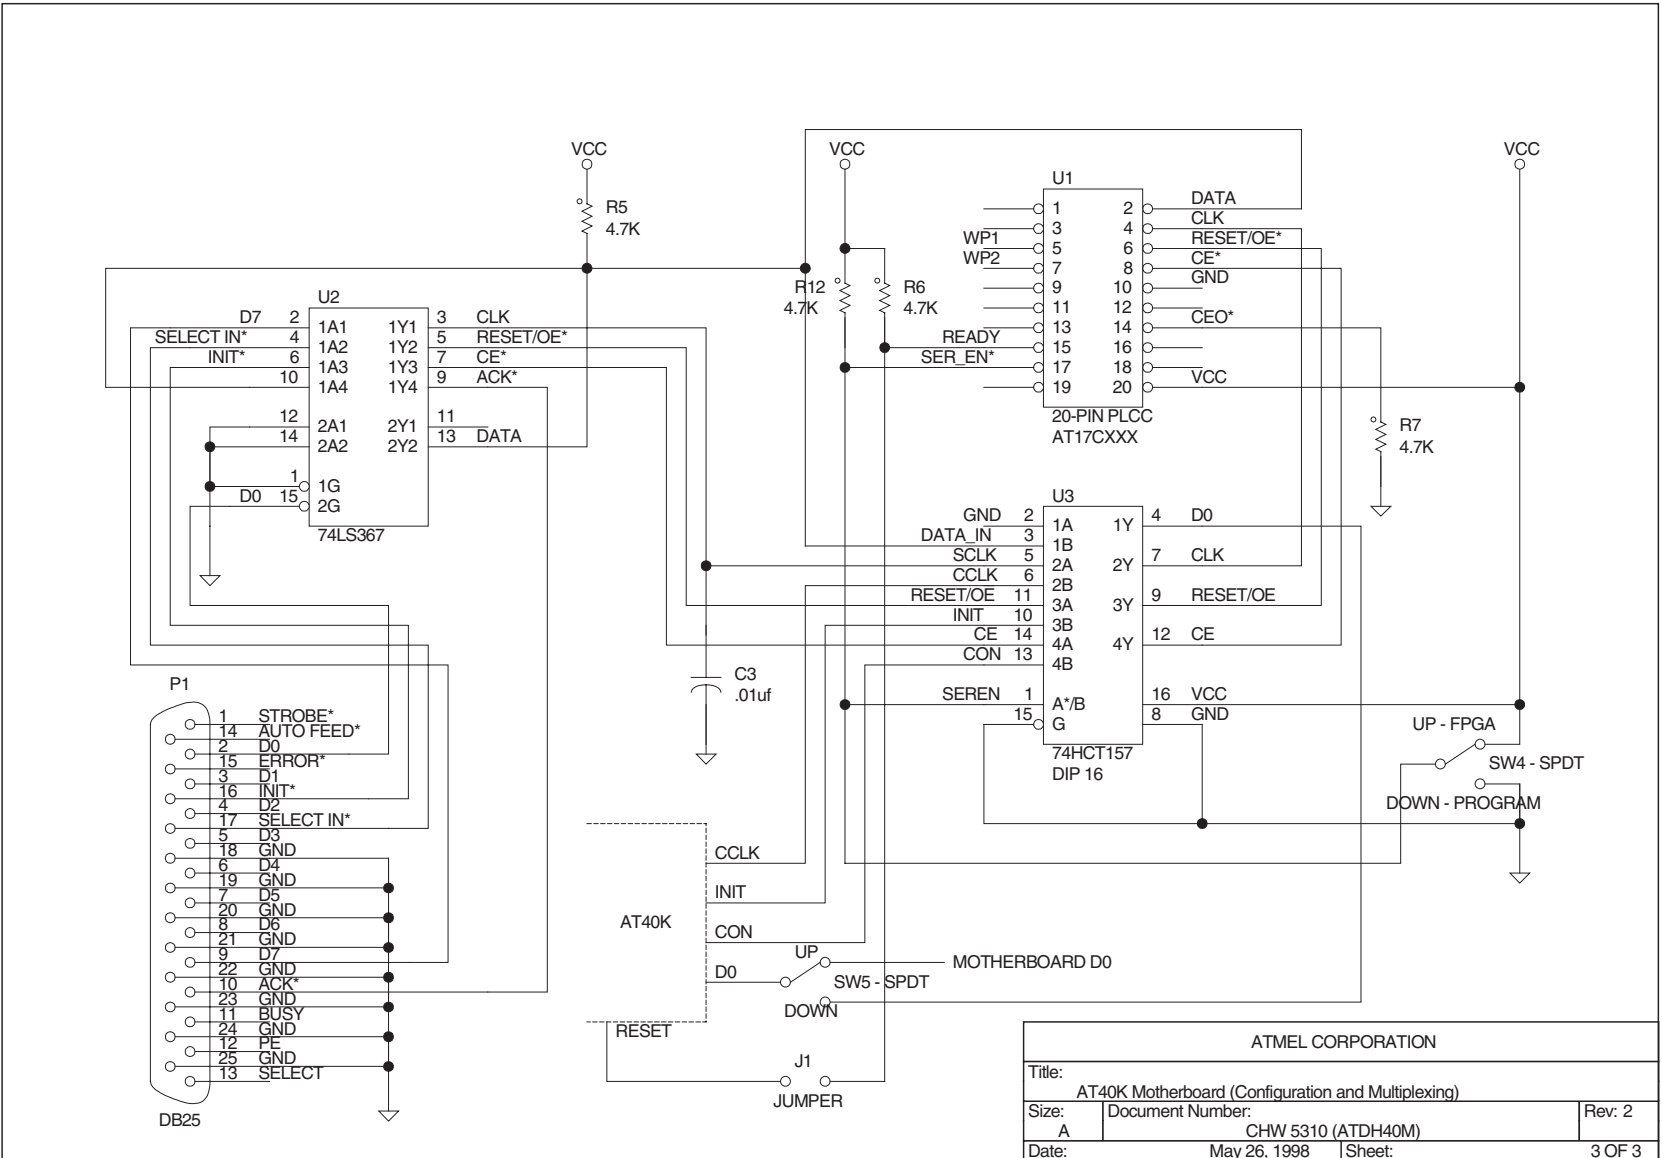 VCC
R5
4.7K
VCC
R12
4.7K
R6
4.7K
VCC
U1
1
3
WP1 5
WP2 7
9
11
13
READY 15
SER_EN* 17
19
2 DATA
4 CLK
6 RESET/OE*
8 CE*
10 GND
12
14 CEO*
16
18
20 VCC
20-PIN PLCC
AT17CXXX
R7
4.7K
U2
D7 2 1A1
SELECT IN* 4 1A2
INIT* 6 1A3
10 1A4
12 2A1
14 2A2
1 1G
D0 15 2G
1Y1 3 CLK
1Y2 5 RESET/OE*
1Y3 7 CE*
1Y4 9 ACK*
2Y1 11
2Y2 13 DATA
74LS367
U3
GND 2 1A
DATA_IN 3 1B
SCLK 5 2A
CCLK 6 2B
RESET/OE 11 3A
INIT 10 3B
CE 14 4A
CON 13 4B
SEREN 1 A*/B
15 G
1Y 4 D0
2Y 7 CLK
3Y 9 RESET/OE
4Y 12 CE
16 VCC
8 GND
74HCT157
DIP 16
C3
.01uf
UP - FPGA
SW4 - SPDT
DOWN - PROGRAM
P1
1 STROBE*
14 AUTO FEED*
2 D0
15 ERROR*
3 D1
16 INIT*
4 D2
17 SELECT IN*
5 D3
18 GND
6 D4
19 GND
7 D5
20 GND
8 D6
21 GND
9 D7
22 GND
10 ACK*
23 GND
11 BUSY
24 GND
12 PE
25 GND
13 SELECT
DB25
AT40K
CCLK
INIT
CON
D0
RESET
UP
MOTHERBOARD D0
SW5 - SPDT
DOWN
J1
JUMPER
ATMEL CORPORATION
Title:
AT40K Motherboard (Configuration and Multiplexing)
Size: A
Document Number:
CHW 5310 (ATDH40M)
Rev: 2
Date: May 26, 1998
Sheet: 3 OF 3